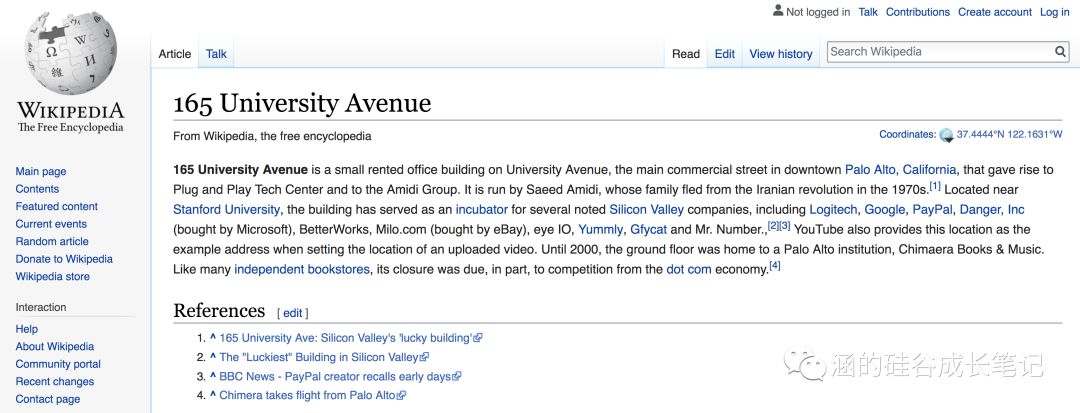 Not logged in Talk Contributions Create account Log in
Article Talk Read Edit View history Search Wikipedia
WIKIPEDIA
The Free Encyclopedia
165 University Avenue
From Wikipedia, the free encyclopedia Coordinates: 37.4444°N 122.1631°W
165 University Avenue is a small rented office building on University Avenue, the main commercial street in downtown Palo Alto, California, that gave rise to
Plug and Play Tech Center and to the Amidi Group. It is run by Saeed Amidi, whose family fled from the Iranian revolution in the 1970s.[1] Located near
Stanford University, the building has served as an incubator for several noted Silicon Valley companies, including Logitech, Google, PayPal, Danger, Inc
(bought by Microsoft), BetterWorks, Milo.com (bought by eBay), eye IO, Yummly, Gfycat and Mr. Number.,[2][3] YouTube also provides this location as the
example address when setting the location of an uploaded video. Until 2000, the ground floor was home to a Palo Alto institution, Chimaera Books & Music.
Like many independent bookstores, its closure was due, in part, to competition from the dot com economy.[4]
References [ edit ]
1. ^ 165 University Ave: Silicon Valley's 'lucky building'
2. ^ The "Luckiest" Building in Silicon Valley
3. ^ BBC News - PayPal creator recalls early days
4. ^ Chimera takes flight from Palo Alto
Main page
Contents
Featured content
Current events
Random article
Donate to Wikipedia
Wikipedia store
Interaction
Help
About Wikipedia
Community portal
Recent changes
Contact page
涵的硅谷成长笔记